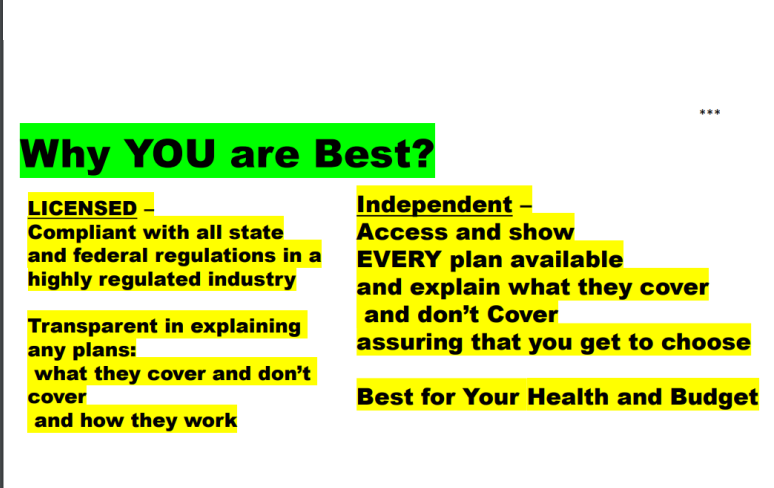 ***
Why YOU are Best?
LICENSED –
Compliant with all state
and federal regulations in a
highly regulated industry
Transparent in explaining
any plans:
what they cover and don’t
cover
and how they work
Independent –
Access and show
EVERY plan available
and explain what they cover
and don’t Cover
assuring that you get to choose
Best for Your Health and Budget